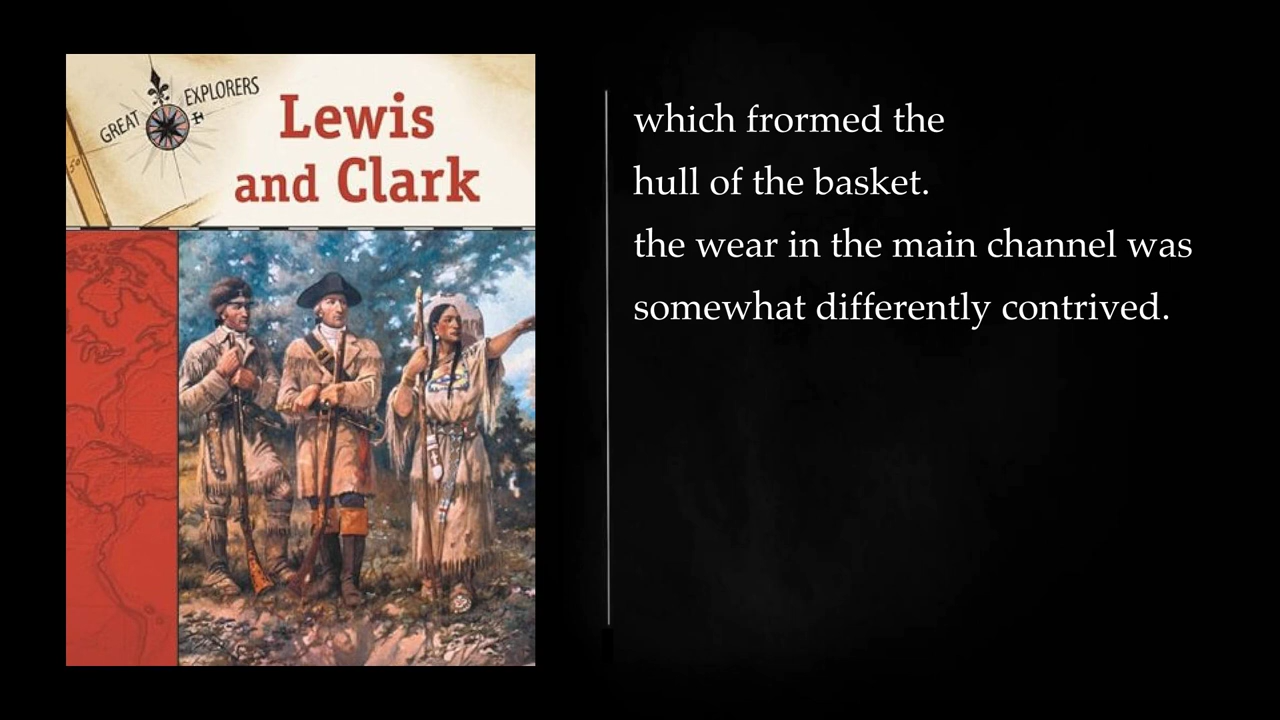 GREAT EXPLORERS
Lewis
and Clark
which frormed the
hull of the basket.
the wear in the main channel was
somewhat differently contrived.